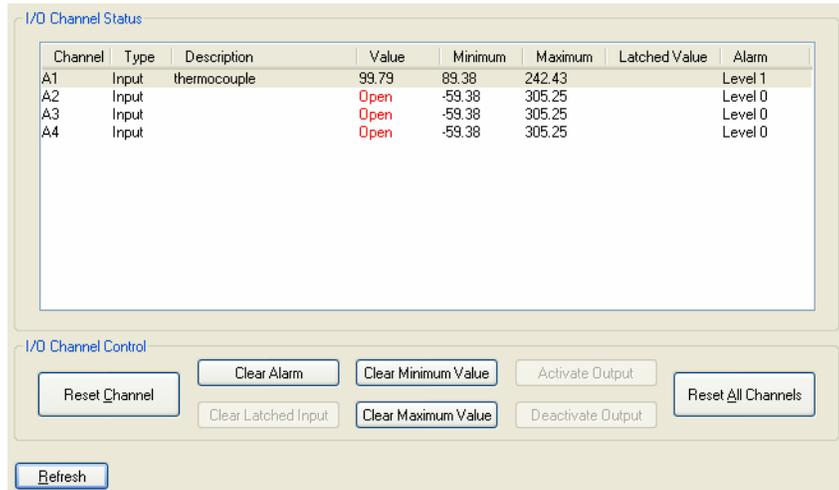 I/O Channel Status
Channel Type Description Value Minimum Maximum Latched Value Alarm
A1 Input thermocouple 99.79 89.38 242.43 Level 1
A2 Input Open -59.38 305.25 Level 0
A3 Input Open -59.38 305.25 Level 0
A4 Input Open -59.38 305.25 Level 0
I/O Channel Control
Reset Channel
Clear Alarm
Clear Minimum Value
Activate Output
Reset All Channels
Clear Latched Input
Clear Maximum Value
Deactivate Output
Refresh